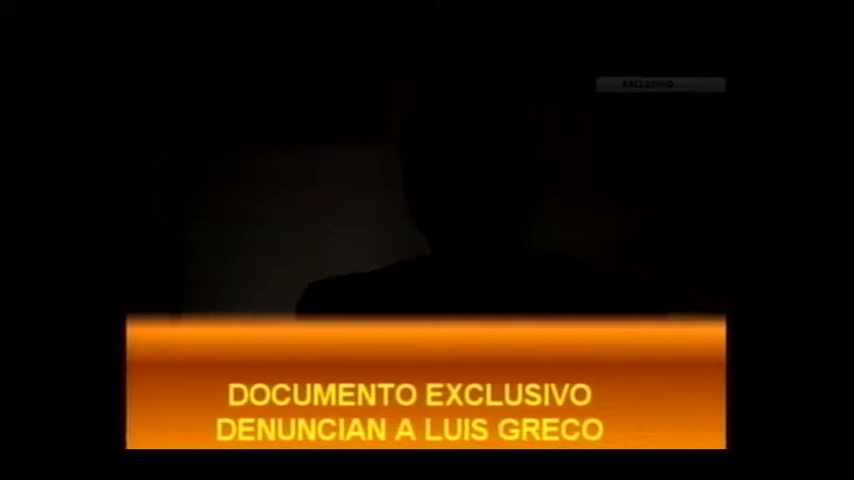 EXCLUSIVO
DOCUMENTO EXCLUSIVO
DENUNCIAN A LUIS GRECO